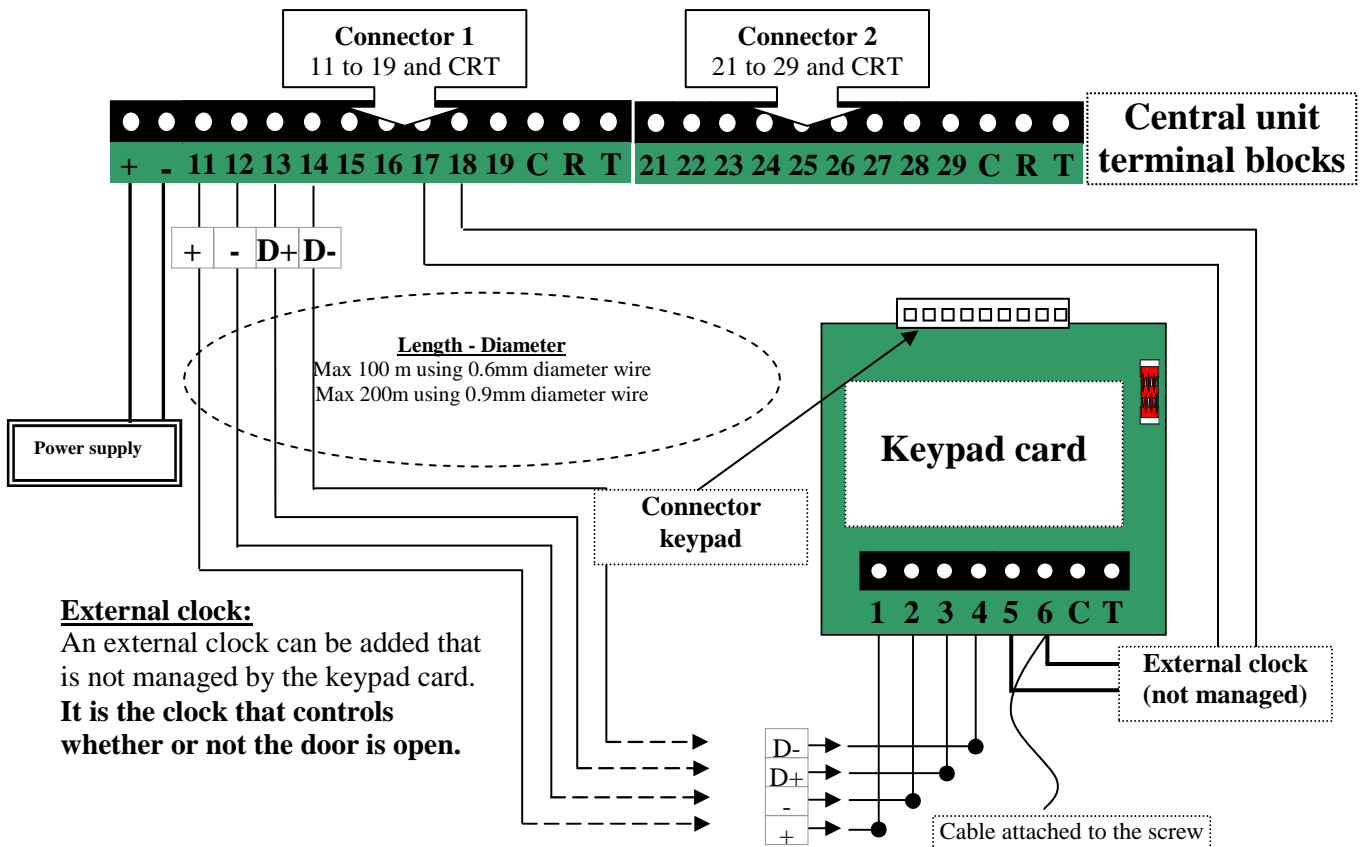 Connector 1
11 to 19 and CRT
Connector 2
21 to 29 and CRT
Central unit
terminal blocks
+ - 11 12 13 14 15 16 17 18 19 C R T
21 22 23 24 25 26 27 28 29 C R T
+ - D+ D-
Length - Diameter
Max 100 m using 0.6mm diameter wire
Max 200m using 0.9mm diameter wire
Power supply
Keypad card
Connector
keypad
1 2 3 4 5 6 C T
External clock:
An external clock can be added that
is not managed by the keypad card.
It is the clock that controls
whether or not the door is open.
External clock
(not managed)
D-
D+
-
+
Cable attached to the screw